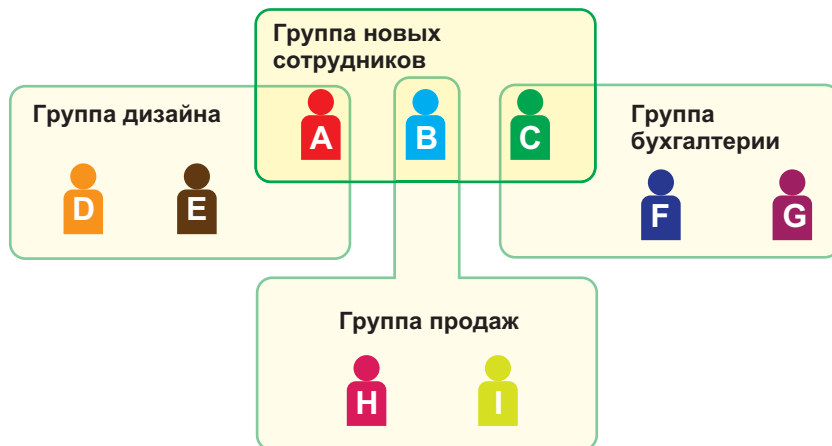 Группа новых
сотрудников
Группа дизайна
A
B
C
Группа
бухгалтерии
D
E
F
G
Группа продаж
H
I